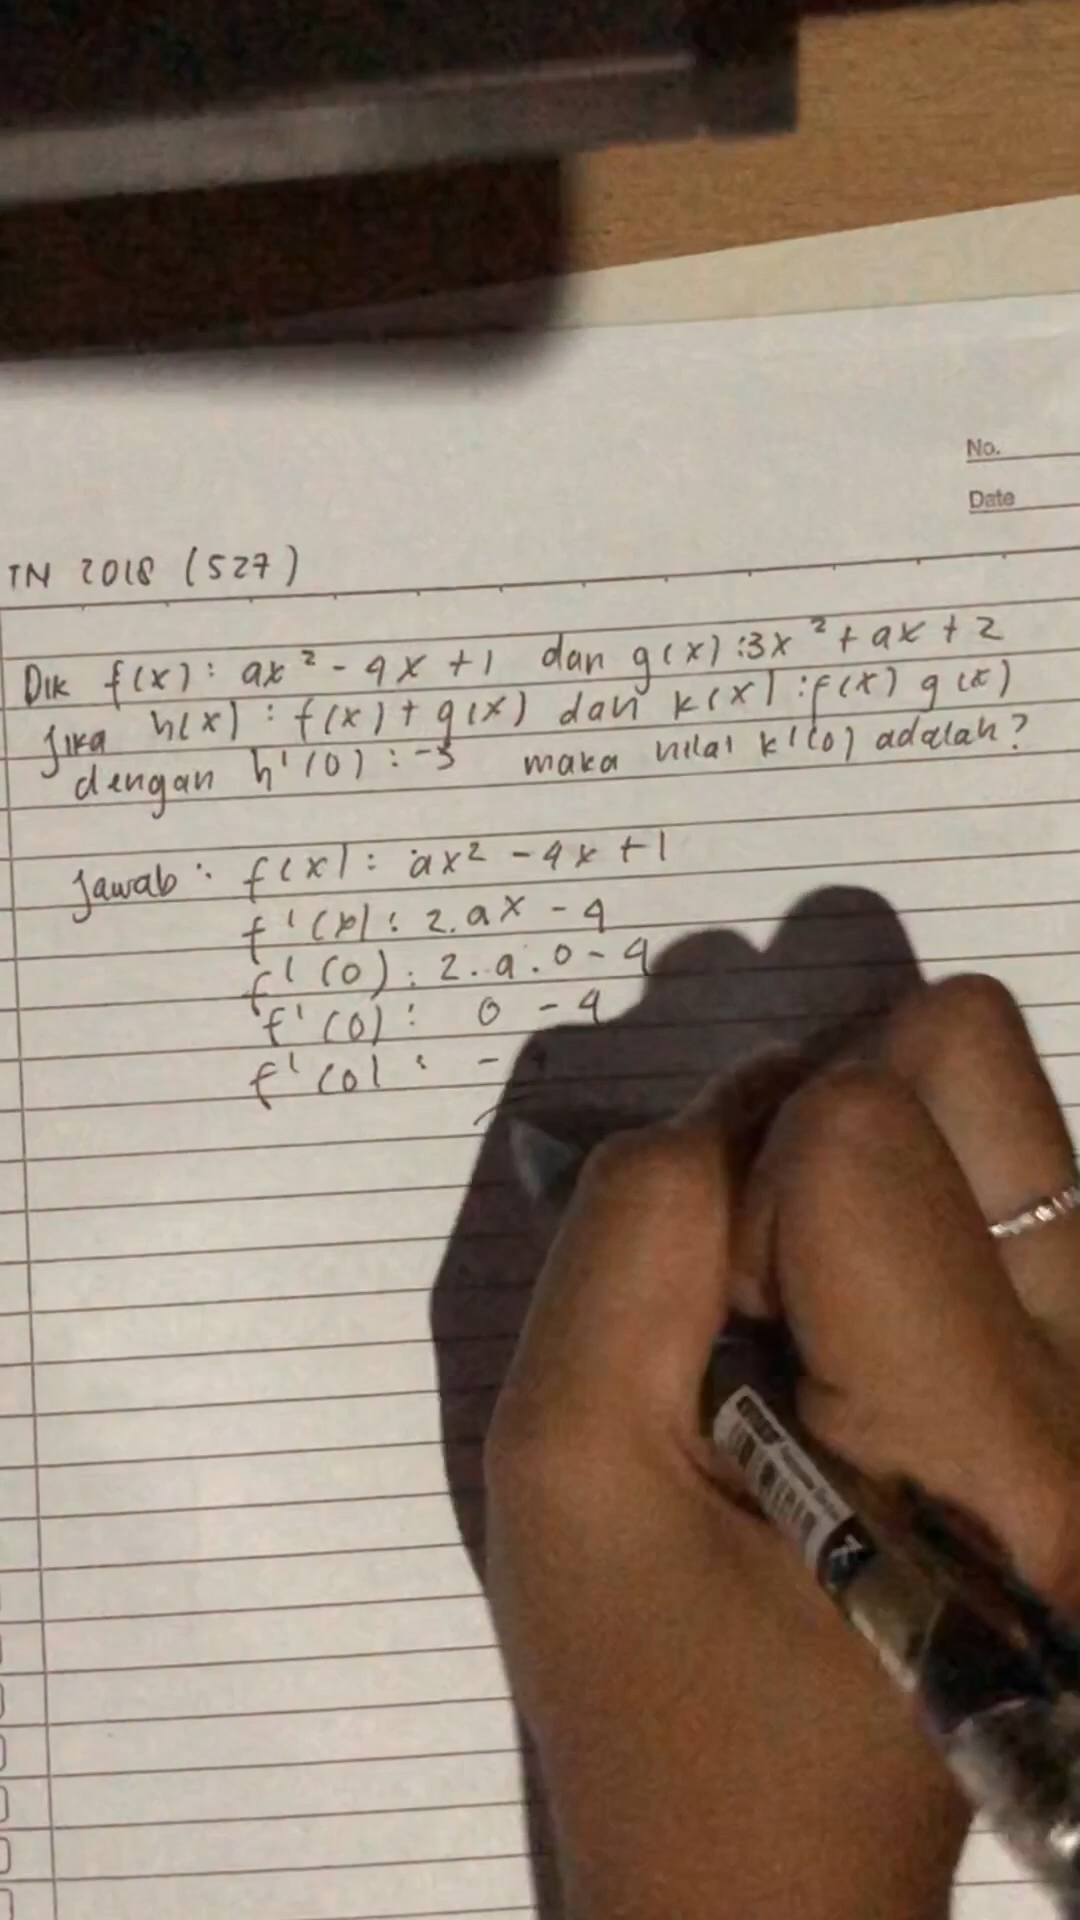 No.
Date
TN 2018 (527)
Dik f(x) : ax² - 4x + 1 dan g(x) : 3x² + ax + 2
Jika h(x) : f(x) + g(x) dan k(x) : f(x) g(x)
dengan h'(0) : -3 maka nilai k'(0) adalah?
Jawab : f(x) : ax² - 4x + 1
f'(x) : 2.ax - 4
f'(0) : 2.a.0 - 4
f'(0) : 0 - 4
f'(0) : -